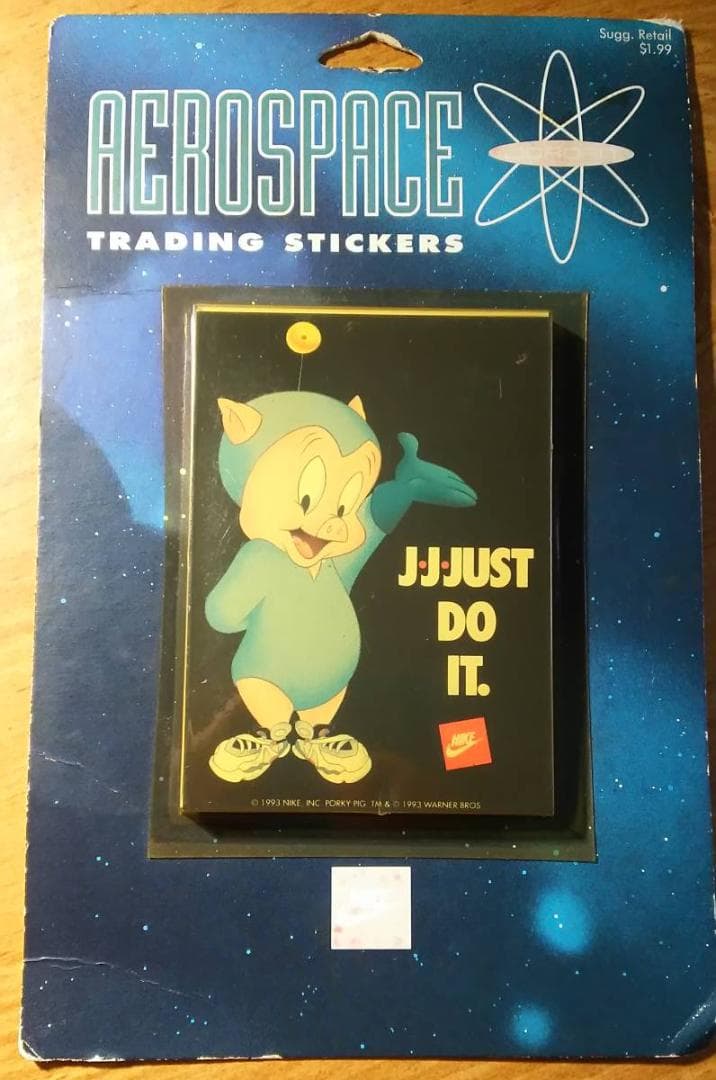 Sugg. Retail
$1.99
AEROSPACE
TRADING STICKERS
J·J·JUST
DO
IT.
NIKE
© 1993 NIKE, INC. PORKY PIG TM & © 1993 WARNER BROS